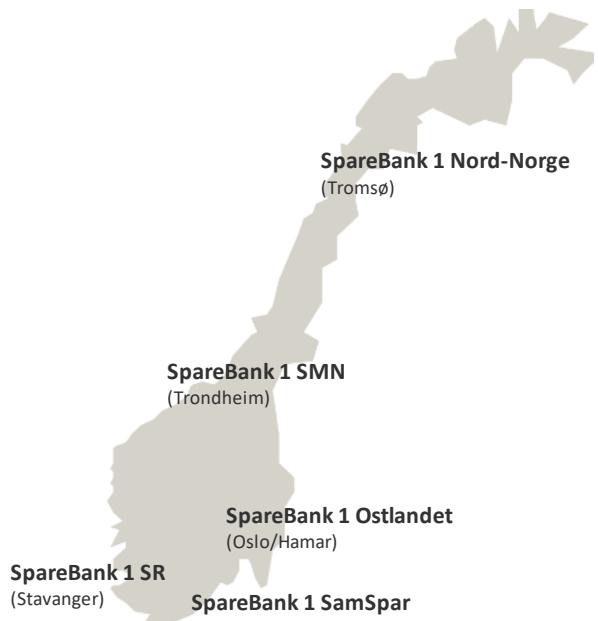 SpareBank 1 Nord-Norge
(Tromsø)
SpareBank 1 SMN
(Trondheim)
SpareBank 1 Ostlandet
(Oslo/Hamar)
SpareBank 1 SR
(Stavanger)
SpareBank 1 SamSpar